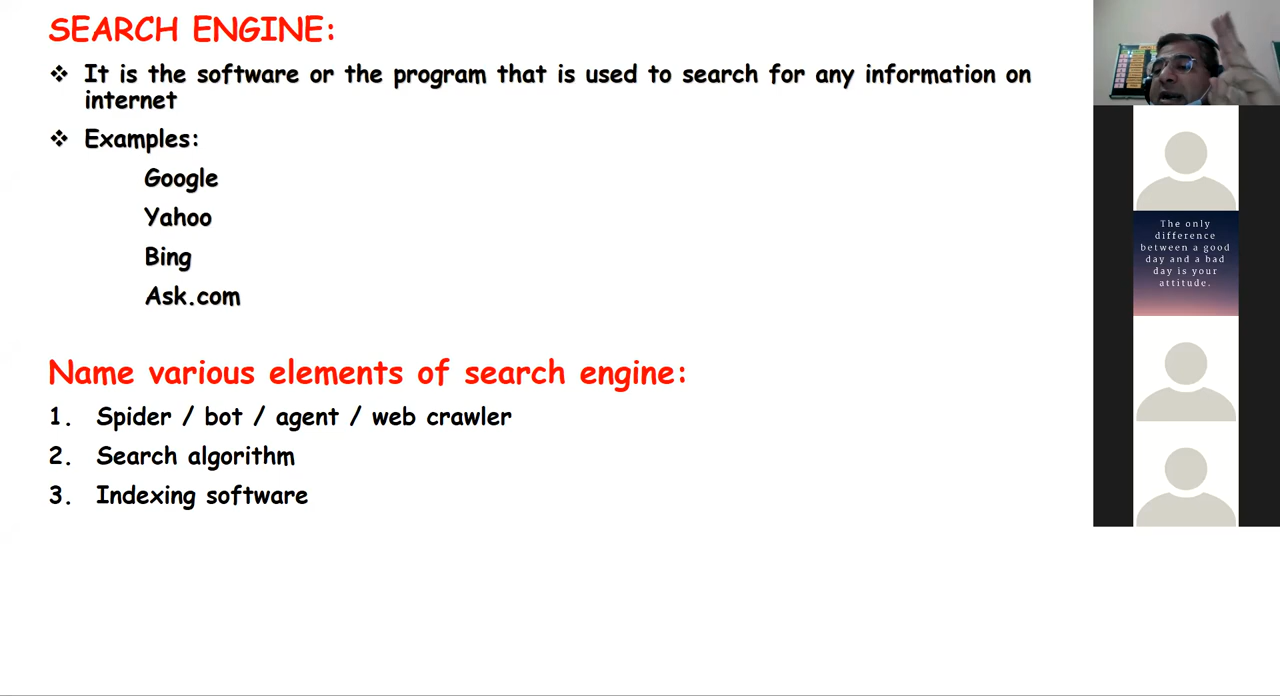 SEARCH ENGINE:
❖ It is the software or the program that is used to search for any information on
internet
❖ Examples:
Google
Yahoo
Bing
Ask.com
Name various elements of search engine:
1. Spider / bot / agent / web crawler
2. Search algorithm
3. Indexing software
The only
difference
between a good
day and a bad
day is your
attitude.